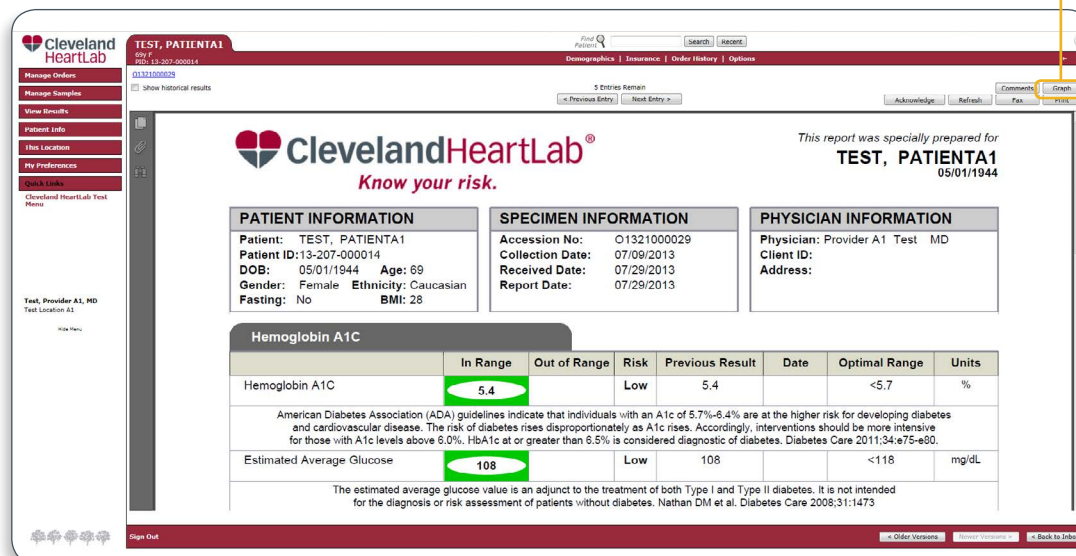 Cleveland
HeartLab
TEST, PATIENTA1
69y F
PID: 13-207-000014
Find
Patient
Search
Recent
Demographics | Insurance | Order History | Options
Manage Orders
Manage Samples
View Results
Patient Info
This Location
My Preferences
Quick Links
Cleveland HeartLab Test
Menu
Test, Provider A1, MD
Test Location A1
Hide Menu
O1321000029
Show historical results
5 Entries Remain
< Previous Entry
Next Entry >
Comments
Graph
Acknowledge
Refresh
Fax
Print
ClevelandHeartLab®
Know your risk.
This report was specially prepared for
TEST, PATIENTA1
05/01/1944
PATIENT INFORMATION
Patient: TEST, PATIENTA1
Patient ID:13-207-000014
DOB: 05/01/1944 Age: 69
Gender: Female Ethnicity: Caucasian
Fasting: No BMI: 28
SPECIMEN INFORMATION
Accession No: O1321000029
Collection Date: 07/09/2013
Received Date: 07/29/2013
Report Date: 07/29/2013
PHYSICIAN INFORMATION
Physician: Provider A1 Test MD
Client ID:
Address:
Hemoglobin A1C
In Range Out of Range Risk Previous Result Date Optimal Range Units
Hemoglobin A1C 5.4 Low 5.4 <5.7 %
American Diabetes Association (ADA) guidelines indicate that individuals with an A1c of 5.7%-6.4% are at the higher risk for developing diabetes
and cardiovascular disease. The risk of diabetes rises disproportionately as A1c rises. Accordingly, interventions should be more intensive
for those with A1c levels above 6.0%. HbA1c at or greater than 6.5% is considered diagnostic of diabetes. Diabetes Care 2011;34:e75-e80.
Estimated Average Glucose 108 Low 108 <118 mg/dL
The estimated average glucose value is an adjunct to the treatment of both Type I and Type II diabetes. It is not intended
for the diagnosis or risk assessment of patients without diabetes. Nathan DM et al. Diabetes Care 2008;31:1473
Sign Out
< Older Versions
Newer Versions >
< Back to Inbo